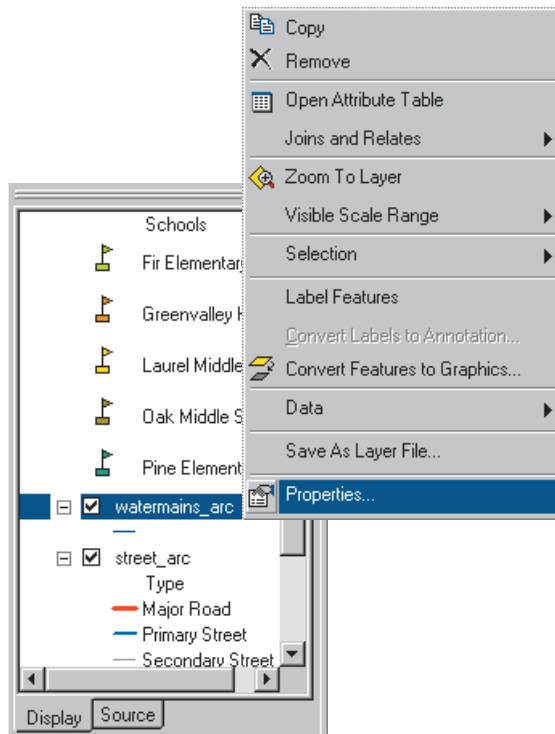 Copy
Remove
Open Attribute Table
Joins and Relates
Zoom To Layer
Visible Scale Range
Selection
Label Features
Convert Labels to Annotation...
Convert Features to Graphics...
Data
Save As Layer File...
Properties...
Schools
Fir Elementary
Greenvalley
Laurel Middle
Oak Middle S
Pine Element
watermains_arc
street_arc
Type
Major Road
Primary Street
Secondary Street
Display
Source